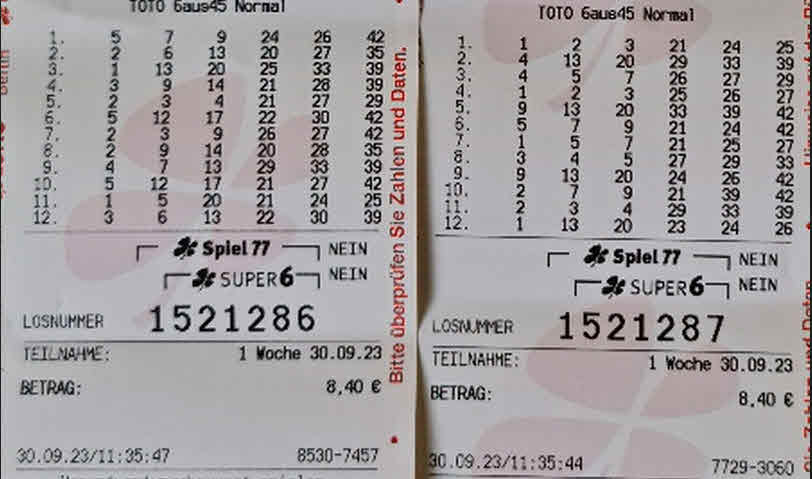 TOTO 6aus45 Normal
1. 5 7 9 24 26 42
2. 2 6 13 20 27 35
3. 1 13 20 25 33 39
4. 3 9 14 21 28 39
5. 2 3 4 21 27 29
6. 5 12 17 22 30 42
7. 2 3 9 26 27 42
8. 2 9 14 20 28 35
9. 4 7 13 29 33 39
10. 5 12 17 21 27 42
11. 1 5 20 21 24 25
12. 3 6 13 22 30 39
Spiel 77 NEIN
SUPER 6 NEIN
LOSNUMMER 1521286
TEILNAHME: 1 Woche 30.09.23
BETRAG: 8,40 €
30.09.23/11:35:47 8530-7457
Bitte überprüfen Sie Zahlen und Daten.
TOTO 6aus45 Normal
1. 1 2 3 21 24 25
2. 4 13 20 29 33 39
3. 4 5 7 26 27 29
4. 1 2 3 25 26 27
5. 9 13 20 33 39 42
6. 5 7 9 21 24 42
7. 1 5 7 21 25 27
8. 3 4 5 27 29 33
9. 9 13 20 24 26 42
10. 2 7 9 21 39 42
11. 2 3 4 29 33 39
12. 1 13 20 23 24 26
Spiel 77 NEIN
SUPER 6 NEIN
LOSNUMMER 1521287
TEILNAHME: 1 Woche 30.09.23
BETRAG: 8,40 €
30.09.23/11:35:44 7729-3060